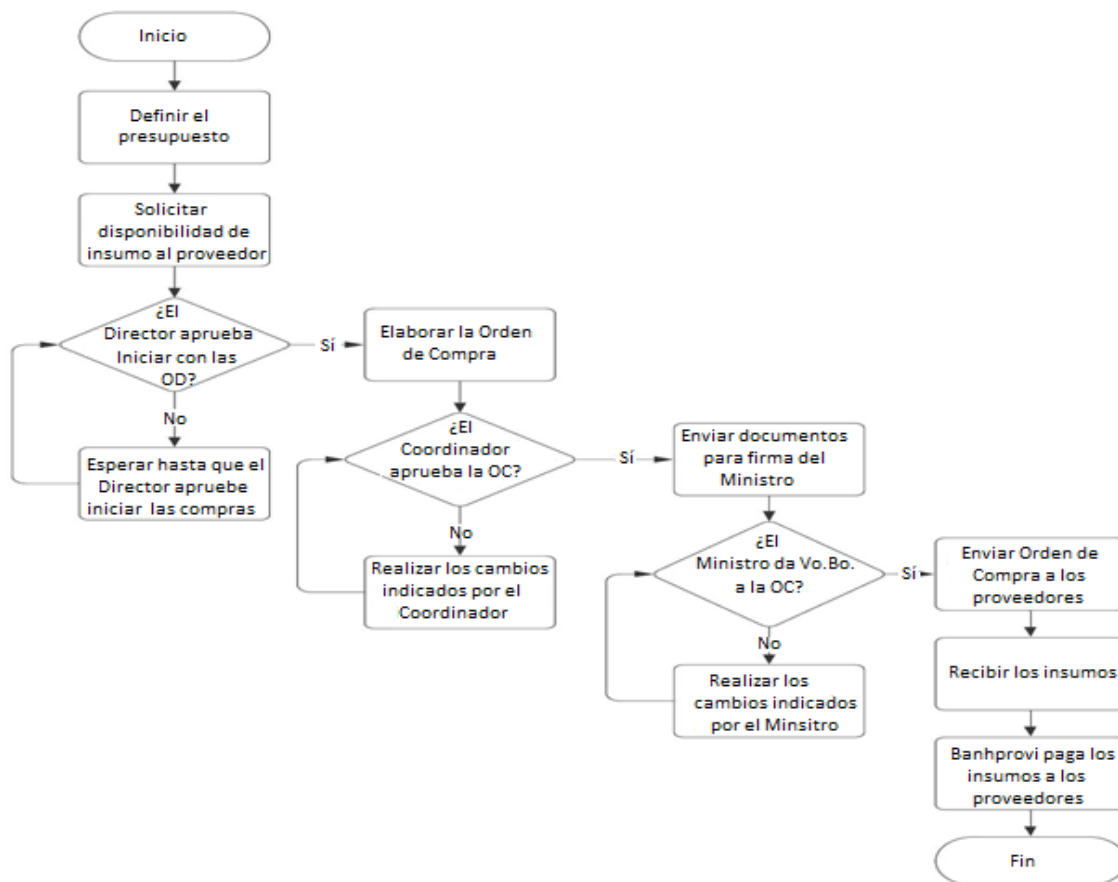 Inicio
Definir el
presupuesto
Solicitar
disponibilidad de
insumo al proveedor
¿El
Director aprueba
Iniciar con las
OD?
Sí
No
Esperar hasta que el
Director apruebe
iniciar las compras
Elaborar la Orden
de Compra
¿El
Coordinador
aprueba la OC?
Sí
No
Realizar los cambios
indicados por el
Coordinador
Enviar documentos
para firma del
Ministro
¿El
Ministro da Vo.Bo.
a la OC?
Sí
No
Realizar los
cambios indicados
por el Minsitro
Enviar Orden de
Compra a los
proveedores
Recibir los insumos
Banhprovi paga los
insumos a los
proveedores
Fin